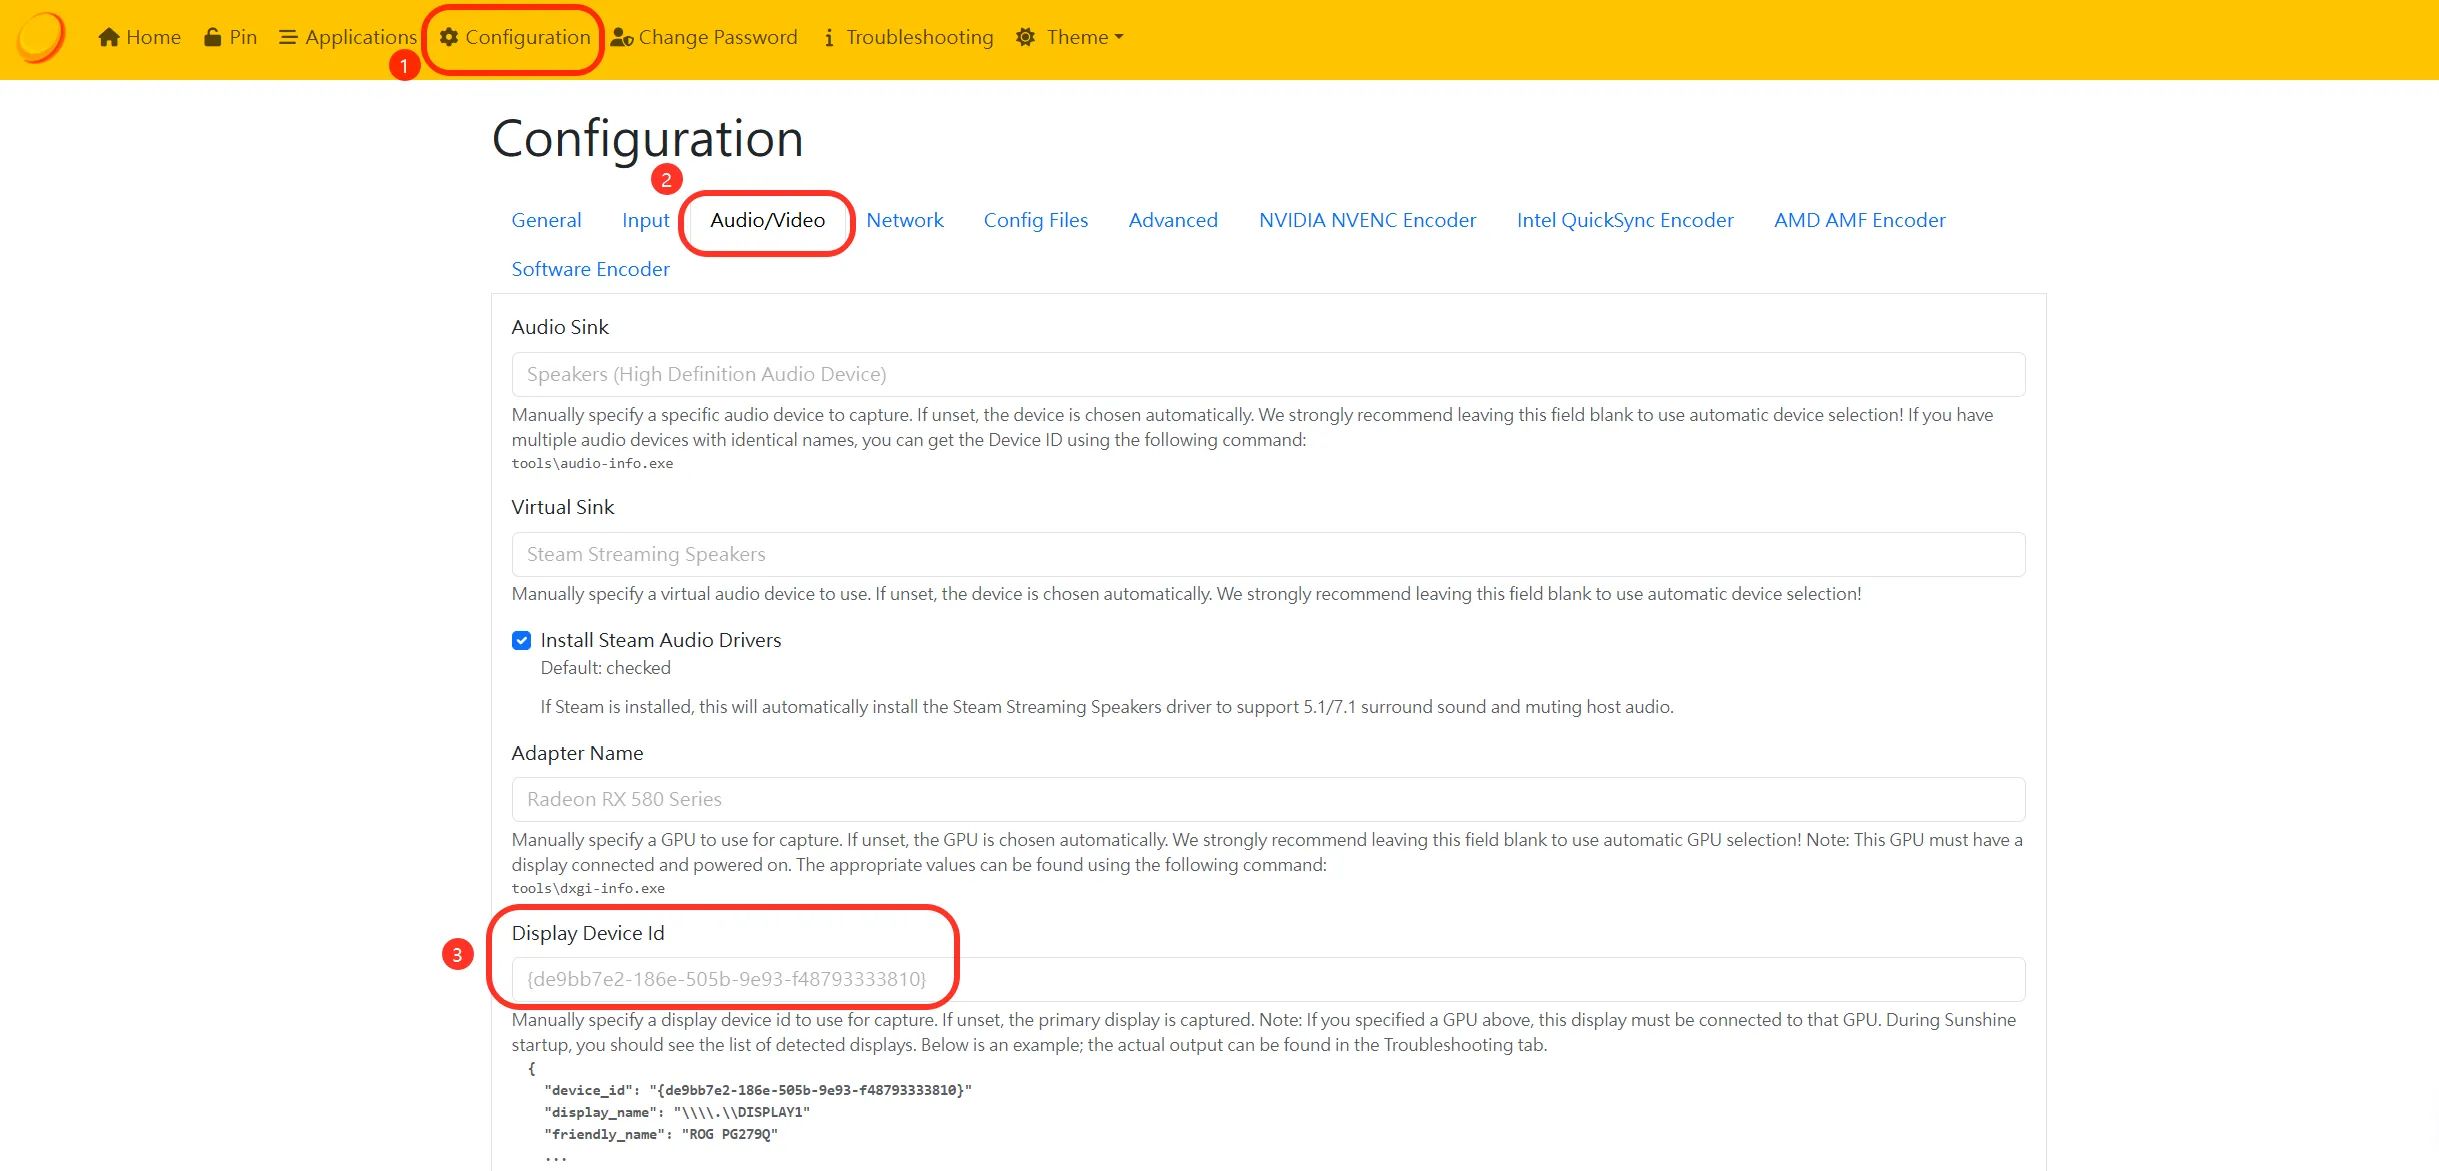 Home Pin Applications Configuration Change Password Troubleshooting Theme
1
Configuration
2
General Input Audio/Video Network Config Files Advanced NVIDIA NVENC Encoder Intel QuickSync Encoder AMD AMF Encoder
Software Encoder
Audio Sink
Speakers (High Definition Audio Device)
Manually specify a specific audio device to capture. If unset, the device is chosen automatically. We strongly recommend leaving this field blank to use automatic device selection! If you have
multiple audio devices with identical names, you can get the Device ID using the following command:
tools\audio-info.exe
Virtual Sink
Steam Streaming Speakers
Manually specify a virtual audio device to use. If unset, the device is chosen automatically. We strongly recommend leaving this field blank to use automatic device selection!
Install Steam Audio Drivers
Default: checked
If Steam is installed, this will automatically install the Steam Streaming Speakers driver to support 5.1/7.1 surround sound and muting host audio.
Adapter Name
Radeon RX 580 Series
Manually specify a GPU to use for capture. If unset, the GPU is chosen automatically. We strongly recommend leaving this field blank to use automatic GPU selection! Note: This GPU must have a
display connected and powered on. The appropriate values can be found using the following command:
tools\dxgi-info.exe
Display Device Id
3
{de9bb7e2-186e-505b-9e93-f48793333810}
Manually specify a display device id to use for capture. If unset, the primary display is captured. Note: If you specified a GPU above, this display must be connected to that GPU. During Sunshine
startup, you should see the list of detected displays. Below is an example; the actual output can be found in the Troubleshooting tab.
{
"device_id": "{de9bb7e2-186e-505b-9e93-f48793333810}"
"display_name": "\\\\.\\DISPLAY1"
"friendly_name": "ROG PG279Q"
...